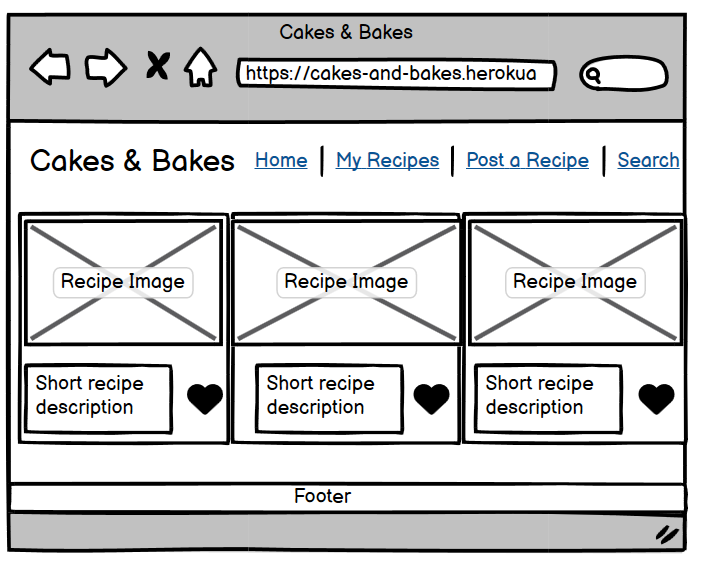 Cakes & Bakes
https://cakes-and-bakes.herokua
Cakes & Bakes Home My Recipes Post a Recipe Search
Recipe Image Recipe Image Recipe Image
Short recipe
description
Short recipe
description
Short recipe
description
Footer